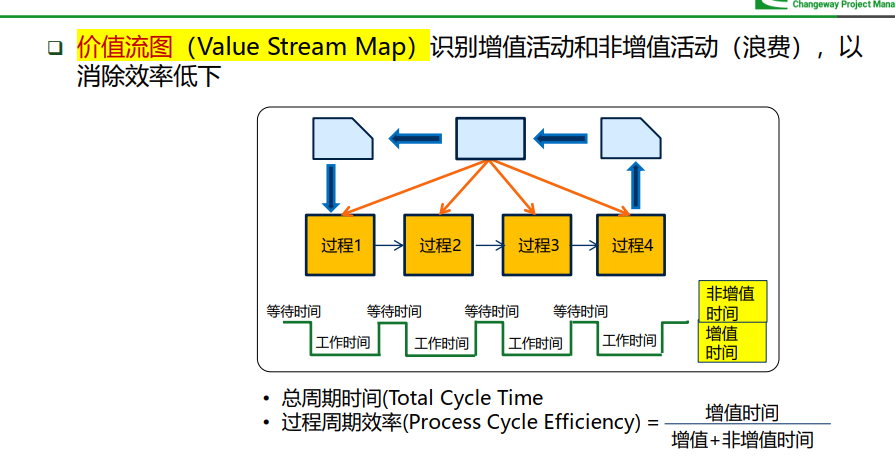 Changeway Project Mana
价值流图（Value Stream Map）识别增值活动和非增值活动（浪费），以
消除效率低下
过程1
过程2
过程3
过程4
等待时间
等待时间
等待时间
等待时间
非增值
时间
工作时间
工作时间
工作时间
工作时间
增值
时间
• 总周期时间(Total Cycle Time
• 过程周期效率(Process Cycle Efficiency) =
增值时间
增值+非增值时间